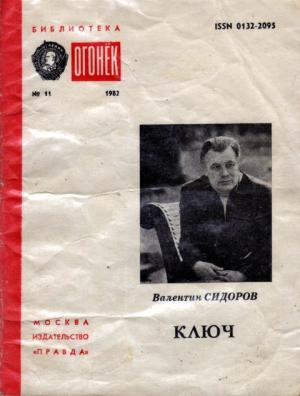 БИБЛИОТЕКА
ISSN 0132-2095
ОГОНЁК
№ 11 1982
Валентин СИДОРОВ
КЛЮЧ
МОСКВА
ИЗДАТЕЛЬСТВО
«ПРАВДА»